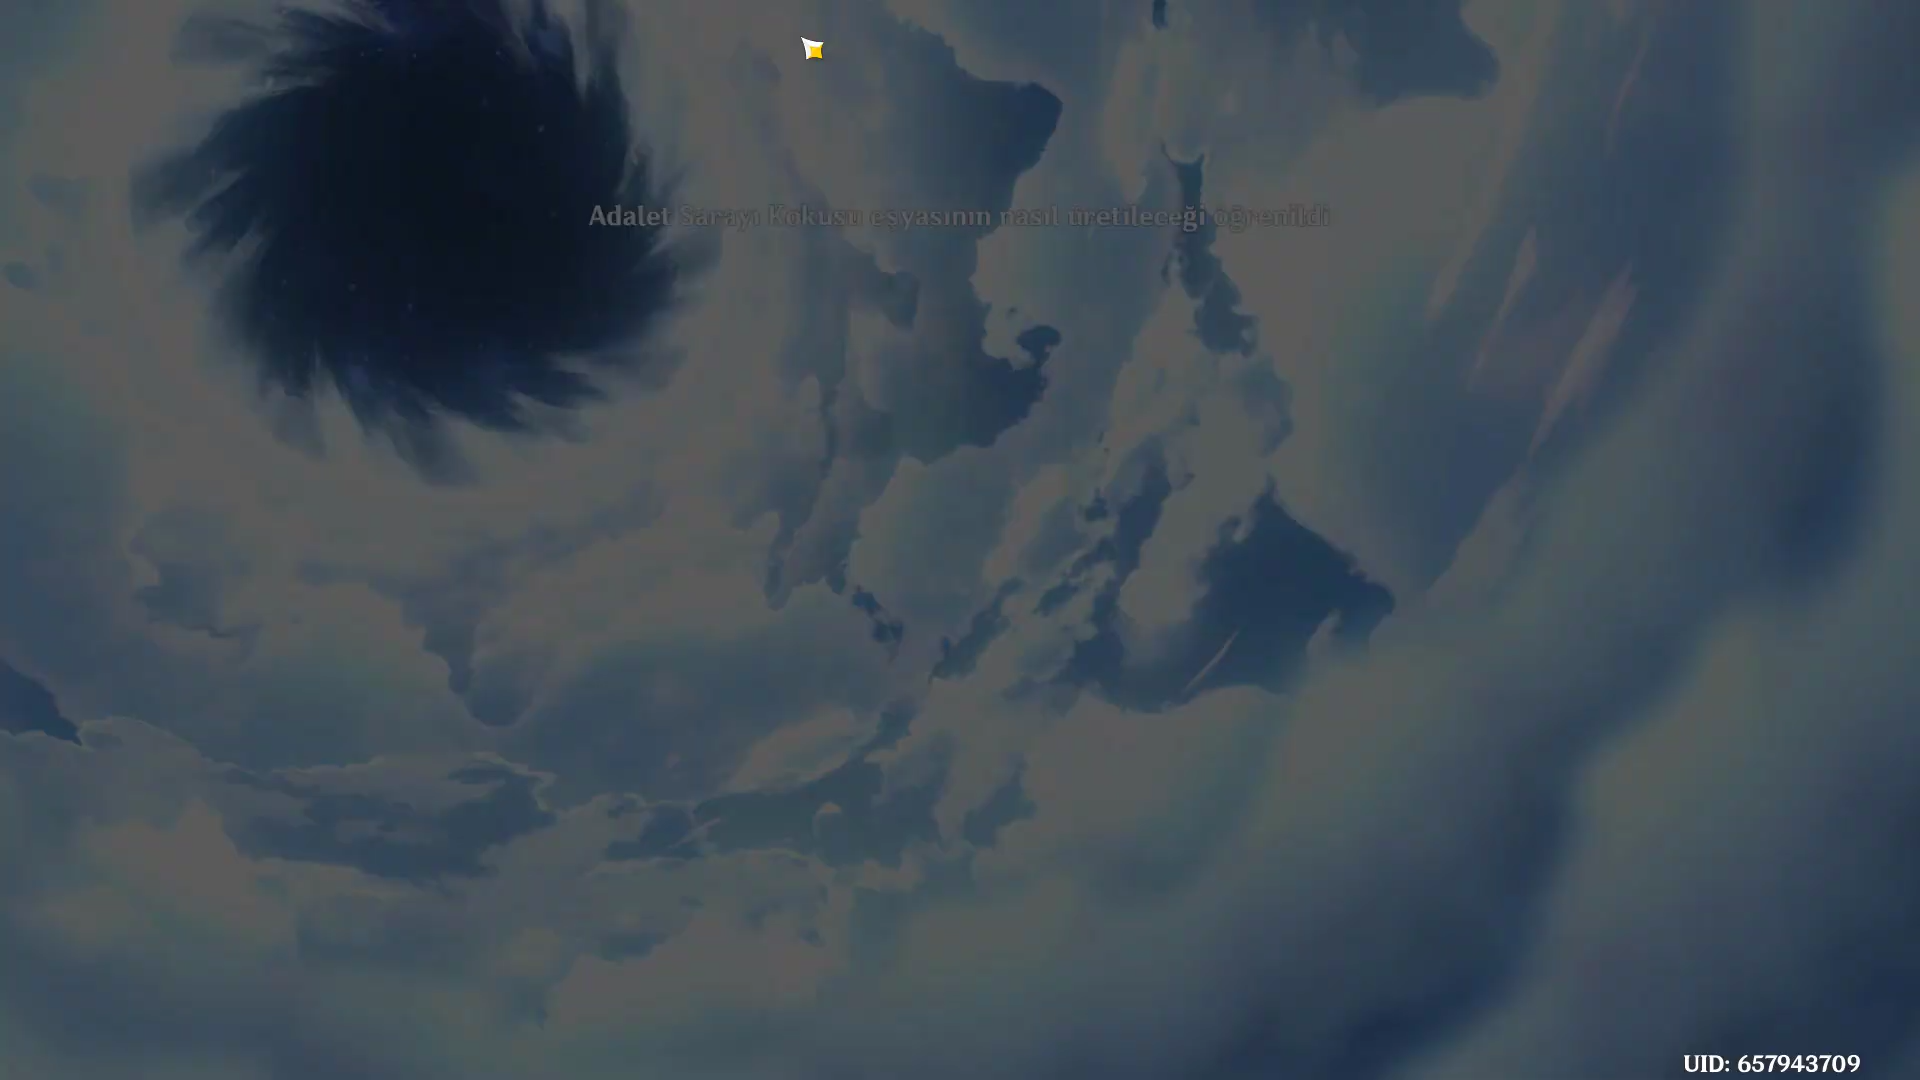 Adalet Sarayı Kokusu eşyasının nasıl üretileceği öğrenildi
UID: 657943709